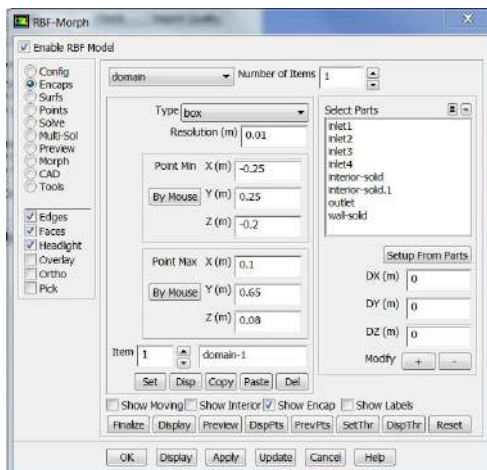 RBF-Morph
Enable RBF Model
Config
Encaps
Surfs
Points
Solve
Multi-Sol
Preview
Morph
CAD
Tools
Edges
Faces
Headlight
Overlay
Ortho
Pick
domain Number of Items 1
Type box
Resolution (m) 0.01
Point Min X (m) -0.25
By Mouse Y (m) 0.25
Z (m) -0.2
Point Max X (m) 0.1
By Mouse Y (m) 0.65
Z (m) 0.08
Item 1 domain-1
Set Disp Copy Paste Del
Select Parts
inlet1
inlet2
inlet3
inlet4
interior-solid
interior-solid.1
outlet
wall-solid
Setup From Parts
DX (m) 0
DY (m) 0
DZ (m) 0
Modify + -
Show Moving Show Interior Show Encap Show Labels
Finalize Display Preview DispPts PrevPts SetThr DispThr Reset
OK Display Apply Update Cancel Help